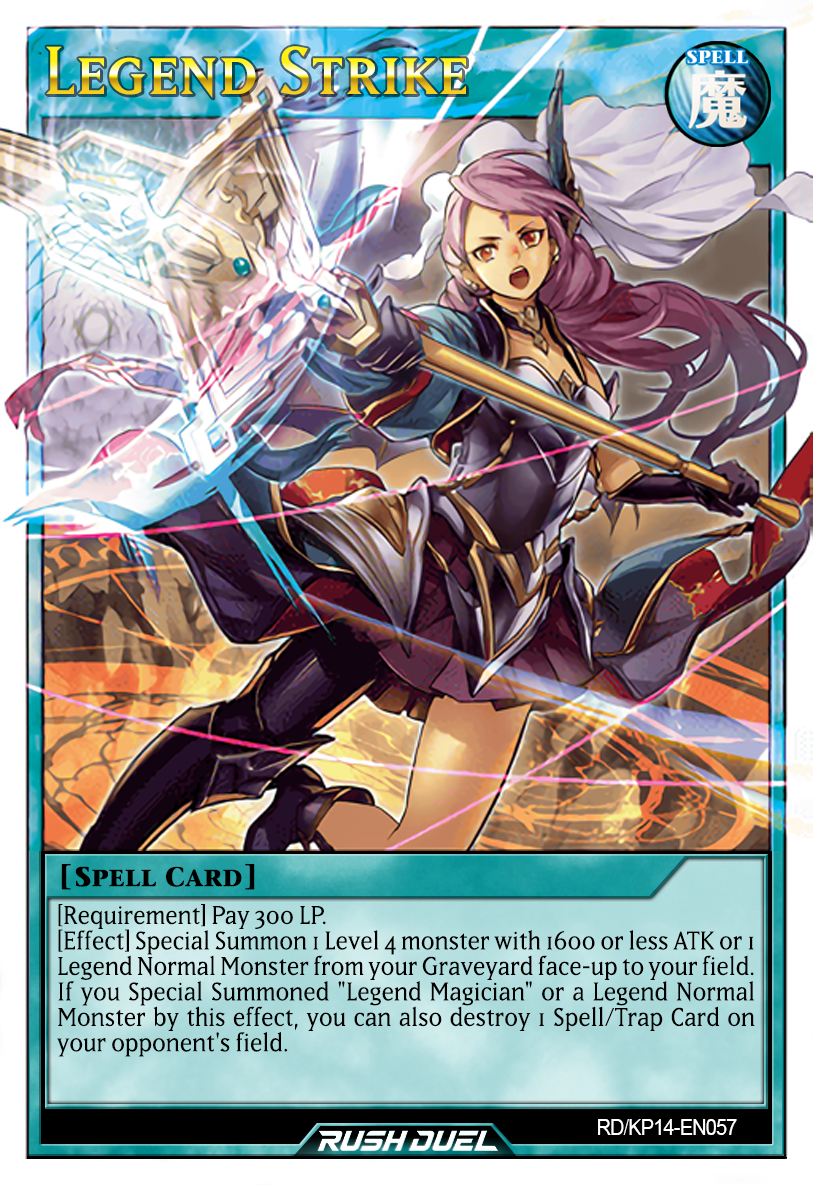 LEGEND STRIKE
SPELL
魔
[SPELL CARD]
[Requirement] Pay 300 LP.
[Effect] Special Summon 1 Level 4 monster with 1600 or less ATK or 1
Legend Normal Monster from your Graveyard face-up to your field.
If you Special Summoned "Legend Magician" or a Legend Normal
Monster by this effect, you can also destroy 1 Spell/Trap Card on
your opponent's field.
RD/KP14-EN057
RUSH DUEL